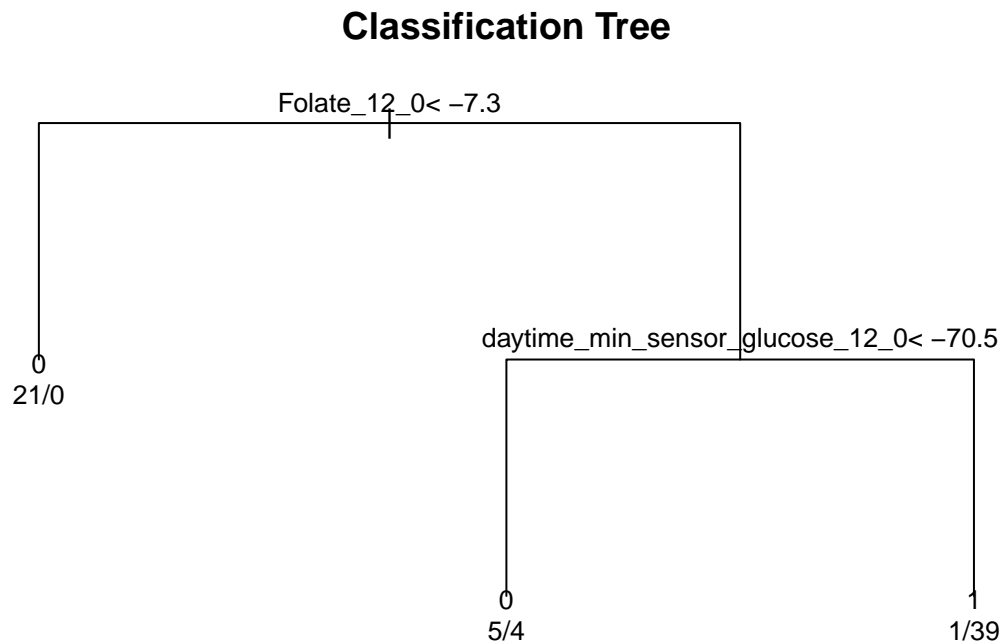 Classification Tree
Folate_12_0< −7.3
daytime_min_sensor_glucose_12_0< −70.5
0
21/0
0
5/4
1
1/39